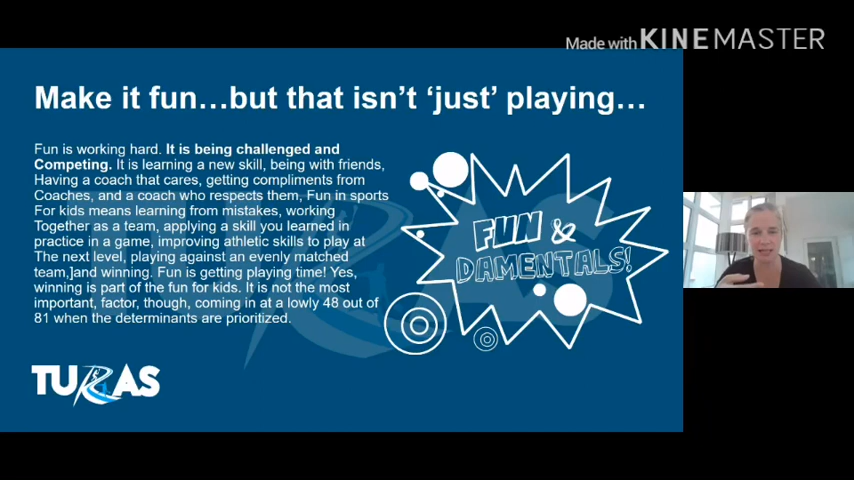 Made with KINEMASTER
Make it fun…but that isn’t ‘just’ playing…
Fun is working hard. It is being challenged and
Competing. It is learning a new skill, being with friends,
Having a coach that cares, getting compliments from
Coaches, and a coach who respects them, Fun in sports
For kids means learning from mistakes, working
Together as a team, applying a skill you learned in
practice in a game, improving athletic skills to play at
The next level, playing against an evenly matched
team,]and winning. Fun is getting playing time! Yes,
winning is part of the fun for kids. It is not the most
important, factor, though, coming in at a lowly 48 out of
81 when the determinants are prioritized.
FUN &
DAMENTALS!
TURAS